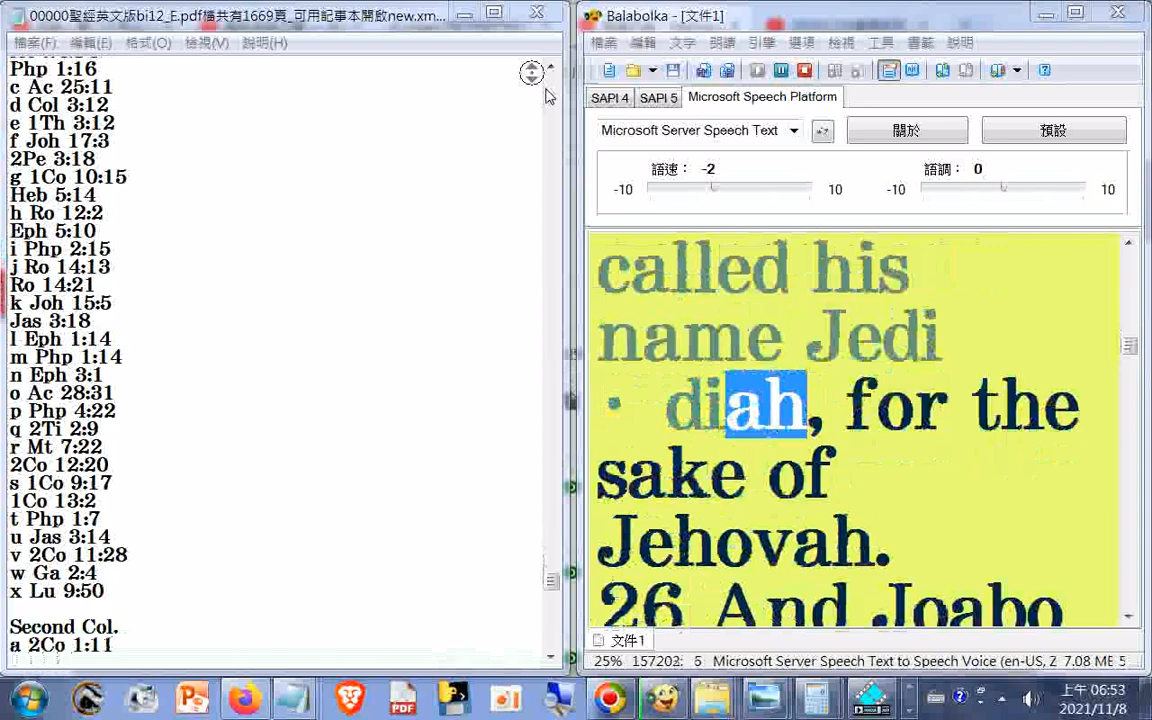 00000聖經英文版bi12_E.pdf檔共有1669頁_可用記事本開啟new.xm...
檔案(F) 編輯(E) 格式(O) 檢視(V) 說明(H)
Php 1:16
c Ac 25:11
d Col 3:12
e 1Th 3:12
f Joh 17:3
2Pe 3:18
g 1Co 10:15
Heb 5:14
h Ro 12:2
Eph 5:10
i Php 2:15
j Ro 14:13
Ro 14:21
k Joh 15:5
Jas 3:18
l Eph 1:14
m Php 1:14
n Eph 3:1
o Ac 28:31
p Php 4:22
q 2Ti 2:9
r Mt 7:22
2Co 12:20
s 1Co 9:17
1Co 13:2
t Php 1:7
u Jas 3:14
v 2Co 11:28
w Ga 2:4
x Lu 9:50
Second Col.
a 2Co 1:11
Balabolka - [文件1]
檔案 編輯 文字 朗讀 引擎 選項 檢視 工具 書籤 說明
SAPI 4 SAPI 5 Microsoft Speech Platform
Microsoft Server Speech Text 關於 預設
語速： -2 語調： 0
-10 10 -10 10
called his
name Jedi
· diah, for the
sake of
Jehovah.
26 And Joabo
文件1
25% 157202: 6 Microsoft Server Speech Text to Speech Voice (en-US, Z 7.08 ME 5
PDF
上午 06:53
2021/11/8